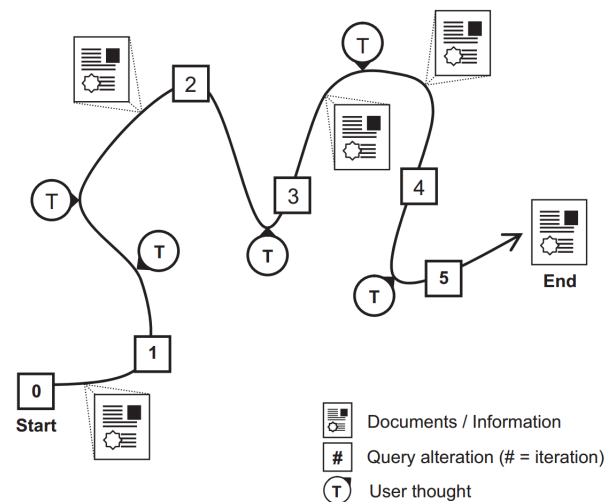 T
2
T
3
4
T
T
T
5
End
1
0
Start
Documents / Information
# Query alteration (# = iteration)
T User thought